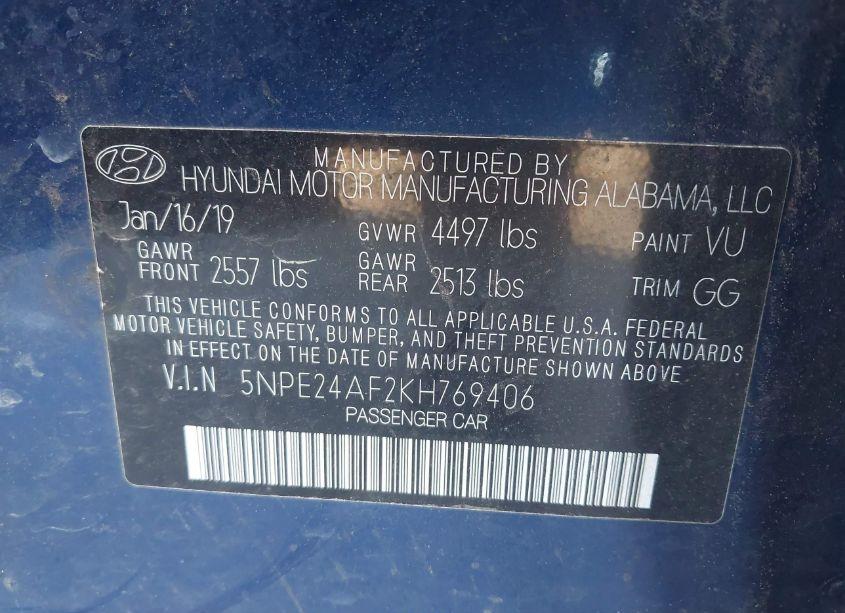 MANUFACTURED BY
HYUNDAI MOTOR MANUFACTURING ALABAMA, LLC
Jan/16/19 GVWR 4497 lbs PAINT VU
GAWR FRONT 2557 lbs GAWR REAR 2513 lbs TRIM GG
THIS VEHICLE CONFORMS TO ALL APPLICABLE U.S.A. FEDERAL
MOTOR VEHICLE SAFETY, BUMPER, AND THEFT PREVENTION STANDARDS
IN EFFECT ON THE DATE OF MANUFACTURE SHOWN ABOVE
V.I.N 5NPE24AF2KH769406
PASSENGER CAR